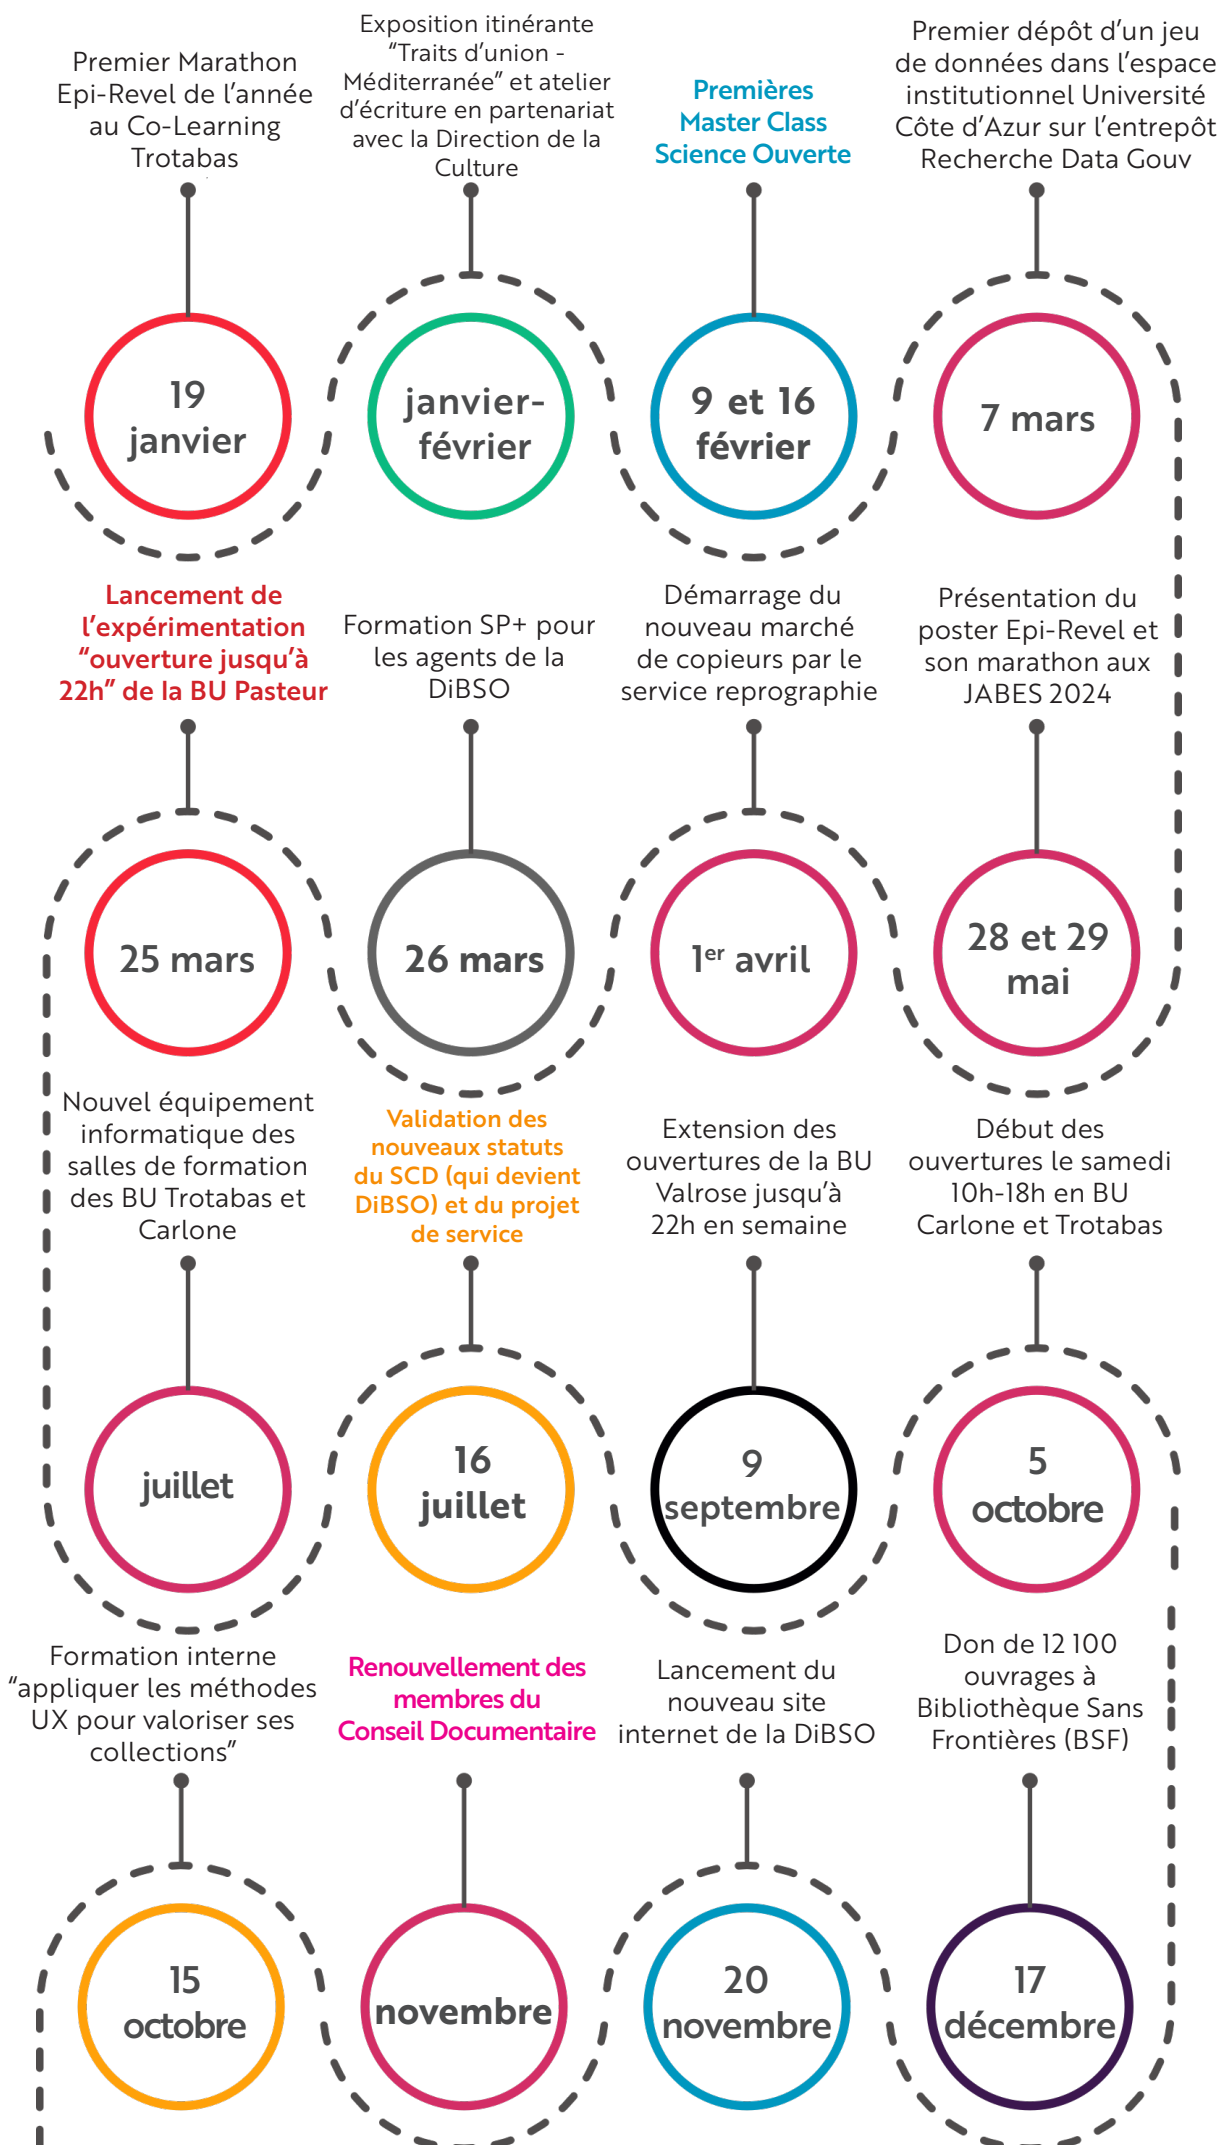 Premier Marathon
Epi-Revel de l'année
au Co-Learning
Trotabas
Exposition itinérante
"Traits d'union -
Méditerranée" et atelier
d'écriture en partenariat
avec la Direction de la
Culture
Premières
Master Class
Science Ouverte
Premier dépôt d'un jeu
de données dans l'espace
institutionnel Université
Côte d'Azur sur l'entrepôt
Recherche Data Gouv
19
janvier
janvier-
février
9 et 16
février
7 mars
Lancement de
l'expérimentation
"ouverture jusqu'à
22h" de la BU Pasteur
Formation SP+ pour
les agents de la
DiBSO
Démarrage du
nouveau marché
de copieurs par le
service reprographie
Présentation du
poster Epi-Revel et
son marathon aux
JABES 2024
25 mars
26 mars
1er avril
28 et 29
mai
Nouvel équipement
informatique des
salles de formation
des BU Trotabas et
Carlone
Validation des
nouveaux statuts
du SCD (qui devient
DiBSO) et du projet
de service
Extension des
ouvertures de la BU
Valrose jusqu'à
22h en semaine
Début des
ouvertures le samedi
10h-18h en BU
Carlone et Trotabas
juillet
16
juillet
9
septembre
5
octobre
Formation interne
"appliquer les méthodes
UX pour valoriser ses
collections"
Renouvellement des
membres du
Conseil Documentaire
Lancement du
nouveau site
internet de la DiBSO
Don de 12 100
ouvrages à
Bibliothèque Sans
Frontières (BSF)
15
octobre
novembre
20
novembre
17
décembre